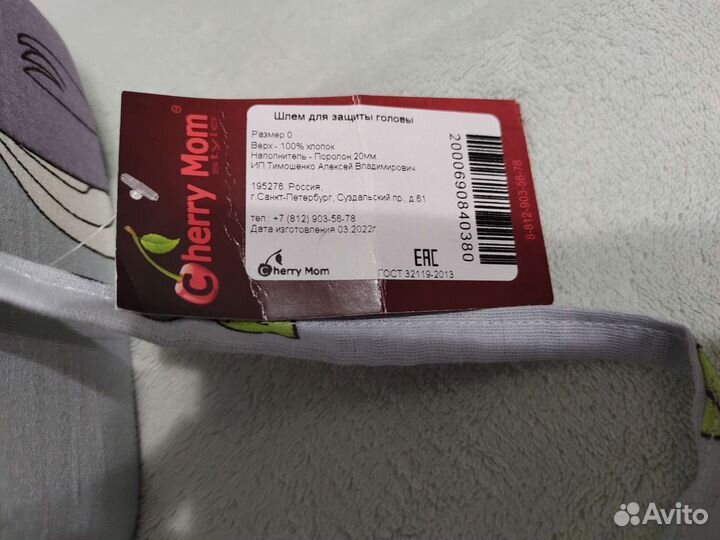 Cherry Mom®
style
Шлем для защиты головы
Размер 0
Верх - 100% хлопок
Наполнитель - Поролон 20мм.
ИП Тимошенко Алексей Владимирович
195276, Россия,
г.Санкт-Петербург, Суздальский пр., д.61
тел.: +7 (812) 903-56-78
Дата изготовления 03.2022г.
Cherry Mom
EAC
ГОСТ 32119-2013
2000690840380
8-812-903-56-78
Avito